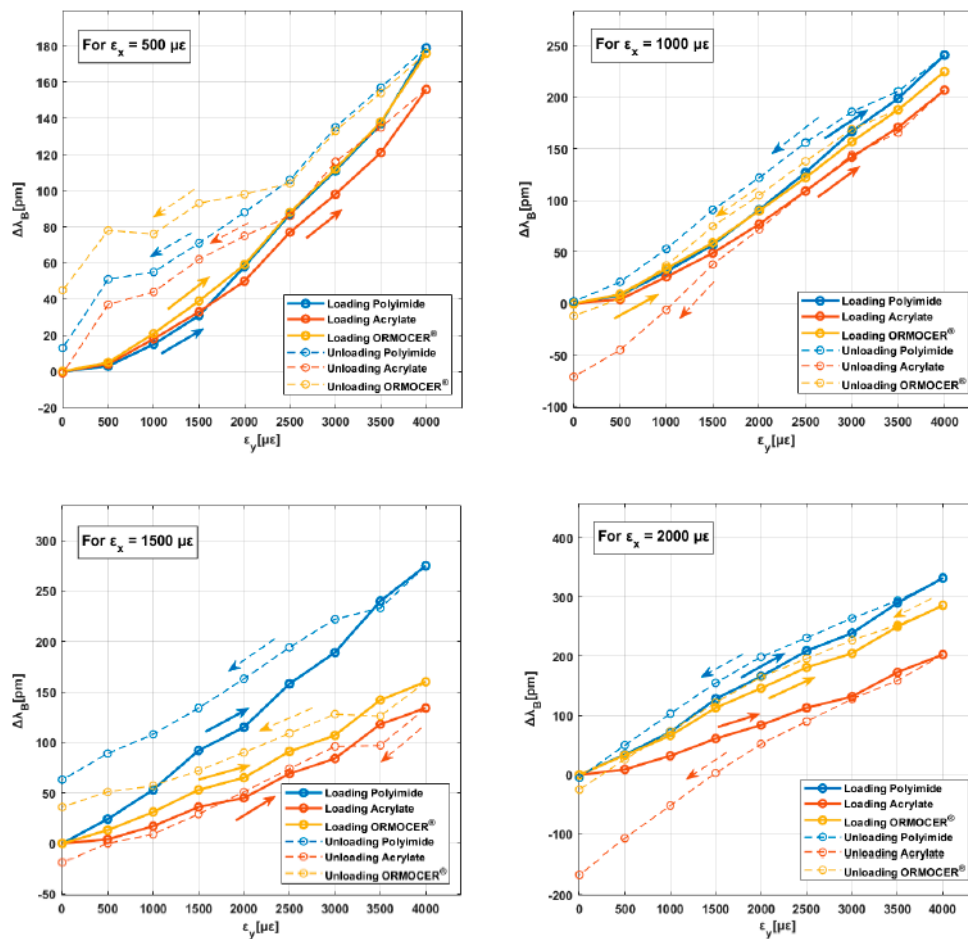 For εx = 500 µε
180
160
140
120
100
80
60
40
20
0
-20
ΔλB[pm]
0 500 1000 1500 2000 2500 3000 3500 4000
εy[µε]
Loading Polyimide
Loading Acrylate
Loading ORMOCER®
Unloading Polyimide
Unloading Acrylate
Unloading ORMOCER®
For εx = 1000 µε
250
200
150
100
50
0
-50
-100
ΔλB[pm]
0 500 1000 1500 2000 2500 3000 3500 4000
εy[µε]
Loading Polyimide
Loading Acrylate
Loading ORMOCER®
Unloading Polyimide
Unloading Acrylate
Unloading ORMOCER®
For εx = 1500 µε
300
250
200
150
100
50
0
-50
ΔλB[pm]
0 500 1000 1500 2000 2500 3000 3500 4000
εy[µε]
Loading Polyimide
Loading Acrylate
Loading ORMOCER®
Unloading Polyimide
Unloading Acrylate
Unloading ORMOCER®
For εx = 2000 µε
400
300
200
100
0
-100
-200
ΔλB[pm]
0 500 1000 1500 2000 2500 3000 3500 4000
εy[µε]
Loading Polyimide
Loading Acrylate
Loading ORMOCER®
Unloading Polyimide
Unloading Acrylate
Unloading ORMOCER®